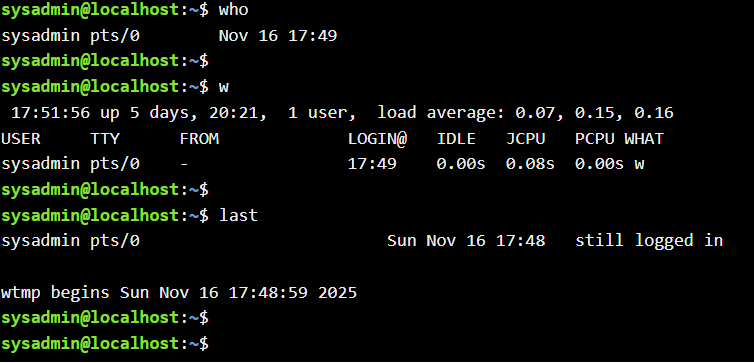 sysadmin@localhost:~$ who
sysadmin pts/0        Nov 16 17:49
sysadmin@localhost:~$
sysadmin@localhost:~$ w
 17:51:56 up 5 days, 20:21,  1 user,  load average: 0.07, 0.15, 0.16
USER     TTY      FROM             LOGIN@   IDLE   JCPU   PCPU WHAT
sysadmin pts/0    -                17:49    0.00s  0.08s  0.00s w
sysadmin@localhost:~$
sysadmin@localhost:~$ last
sysadmin pts/0                         Sun Nov 16 17:48   still logged in

wtmp begins Sun Nov 16 17:48:59 2025
sysadmin@localhost:~$
sysadmin@localhost:~$